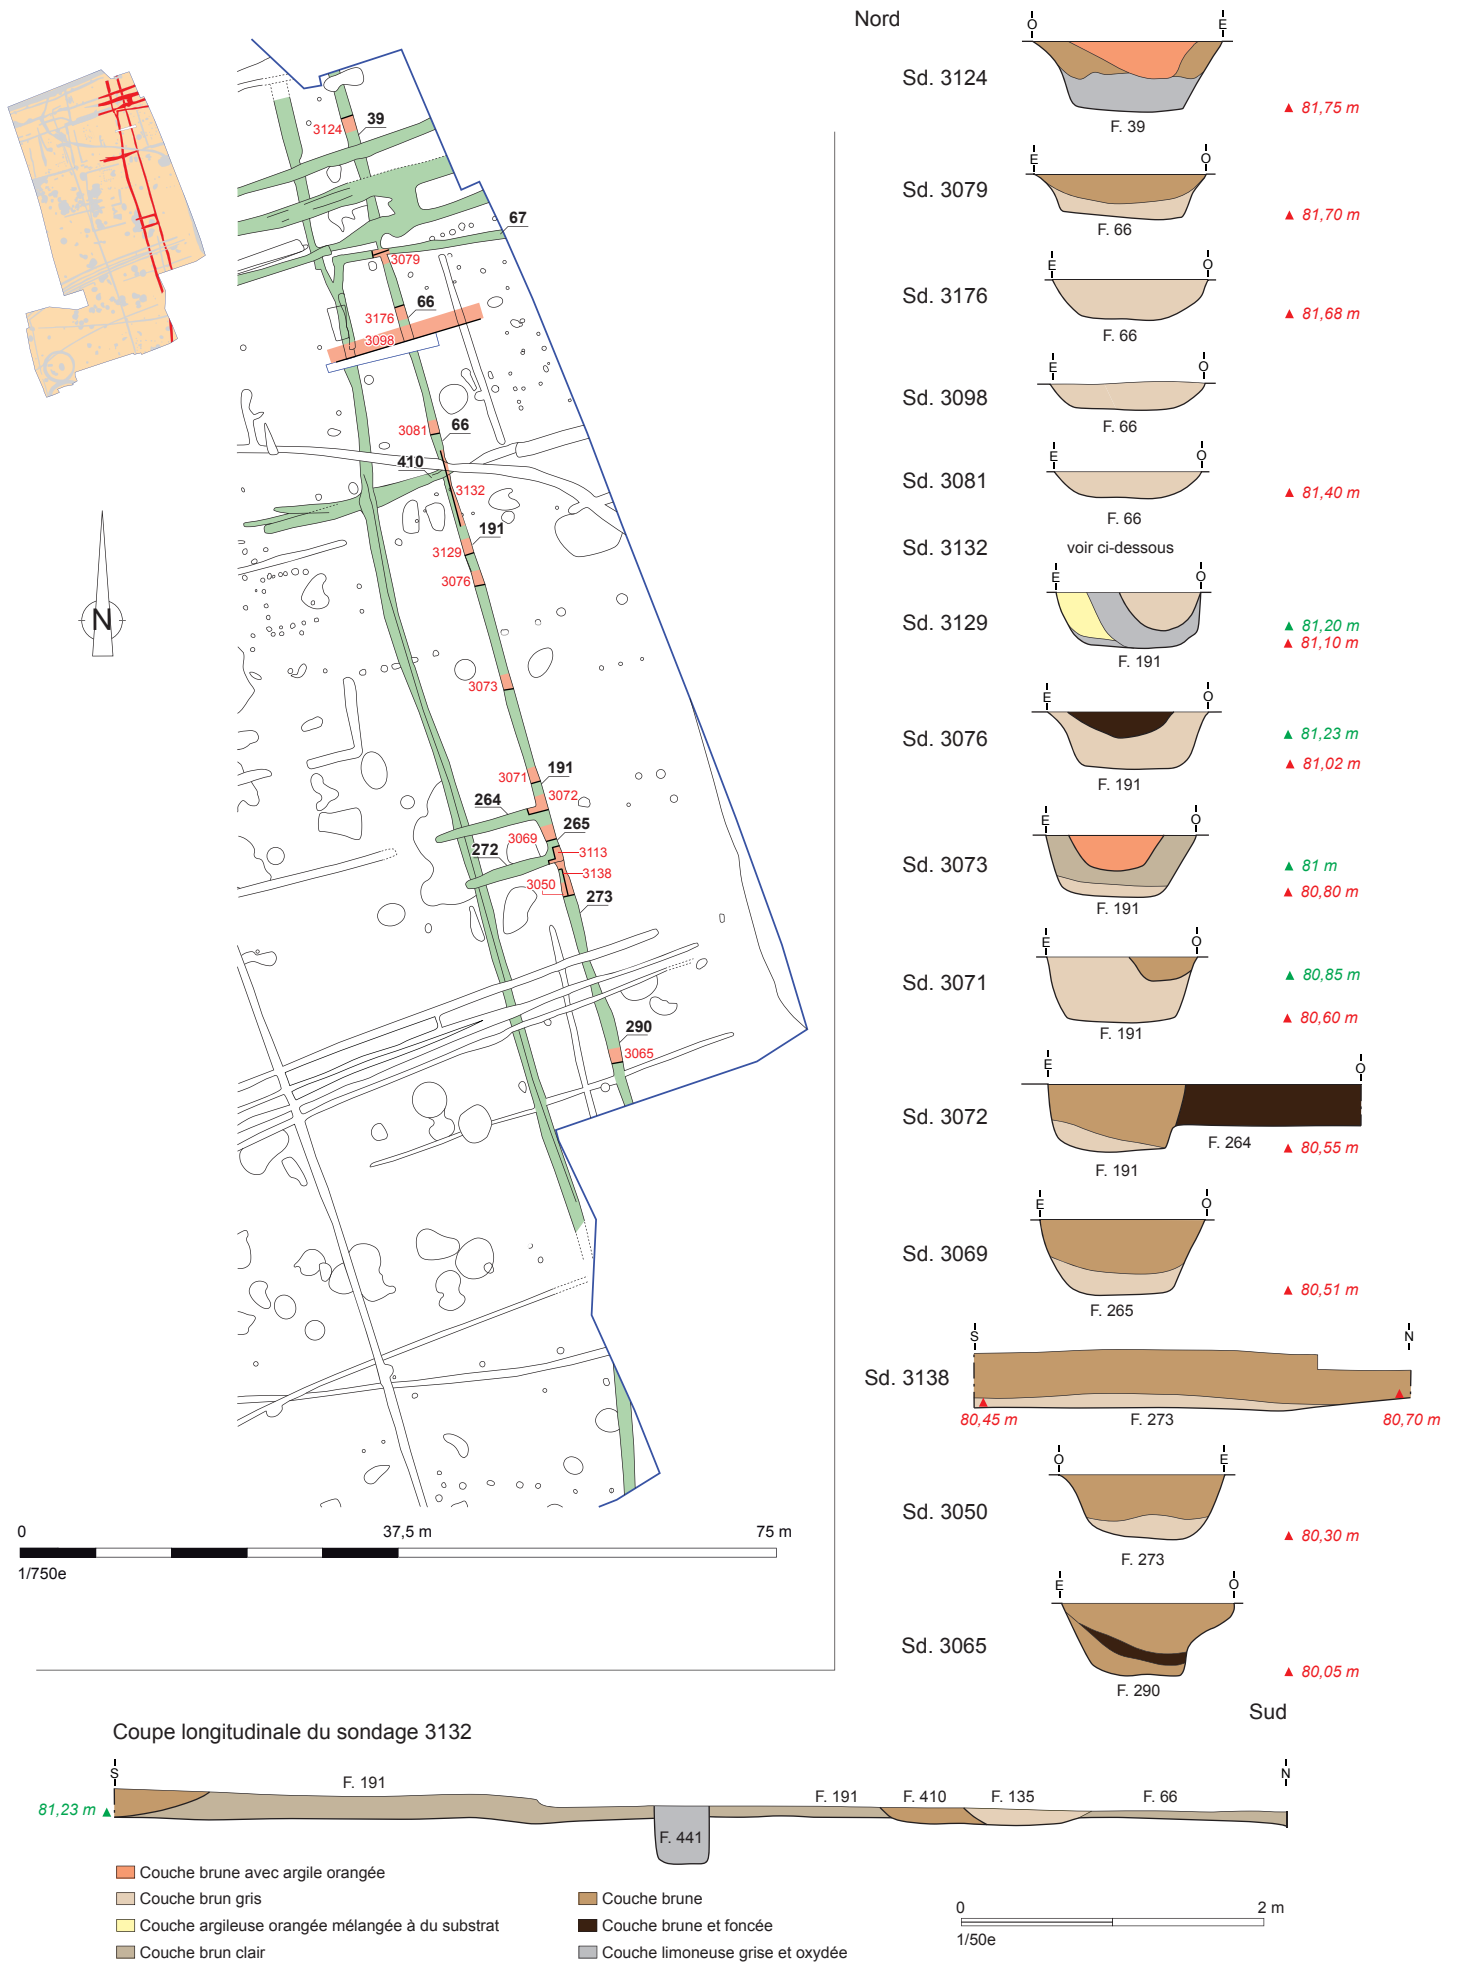 Nord
O E
Sd. 3124
81,75 m
F. 39
E O
Sd. 3079
81,70 m
F. 66
E O
Sd. 3176
81,68 m
F. 66
E O
Sd. 3098
F. 66
E O
Sd. 3081
81,40 m
F. 66
Sd. 3132
voir ci-dessous
E O
Sd. 3129
81,20 m
81,10 m
F. 191
E O
Sd. 3076
81,23 m
81,02 m
F. 191
E O
Sd. 3073
81 m
80,80 m
F. 191
E O
Sd. 3071
80,85 m
80,60 m
F. 191
E O
Sd. 3072
F. 264
80,55 m
F. 191
E O
Sd. 3069
80,51 m
F. 265
S N
Sd. 3138
80,45 m F. 273 80,70 m
O E
Sd. 3050
80,30 m
F. 273
E O
Sd. 3065
80,05 m
F. 290
Sud
39
3124
67
3079
66
3176
3098
3081
66
410
3132
191
3129
3076
3073
191
3071
3072
264
265
3069
272
3113
3138
3050
273
290
3065
N
0 37,5 m 75 m
1/750e
Coupe longitudinale du sondage 3132
S N
F. 191
81,23 m
F. 191 F. 410 F. 135 F. 66
F. 441
Couche brune avec argile orangée
Couche brun gris
Couche argileuse orangée mélangée à du substrat
Couche brun clair
Couche brune
Couche brune et foncée
Couche limoneuse grise et oxydée
0 2 m
1/50e